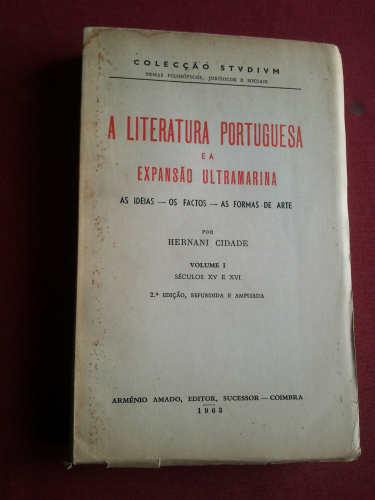 COLECÇÃO STVDIVM
TEMAS FILOSÓFICOS, JURÍDICOS E SOCIAIS
A LITERATURA PORTUGUESA
E A
EXPANSÃO ULTRAMARINA
AS IDÉIAS — OS FACTOS — AS FORMAS DE ARTE
POR
HERNANI CIDADE
VOLUME I
SÉCULOS XV E XVI
2.ª EDIÇÃO, REFUNDIDA E AMPLIADA
ARMÉNIO AMADO, EDITOR, SUCESSOR — COIMBRA
1963